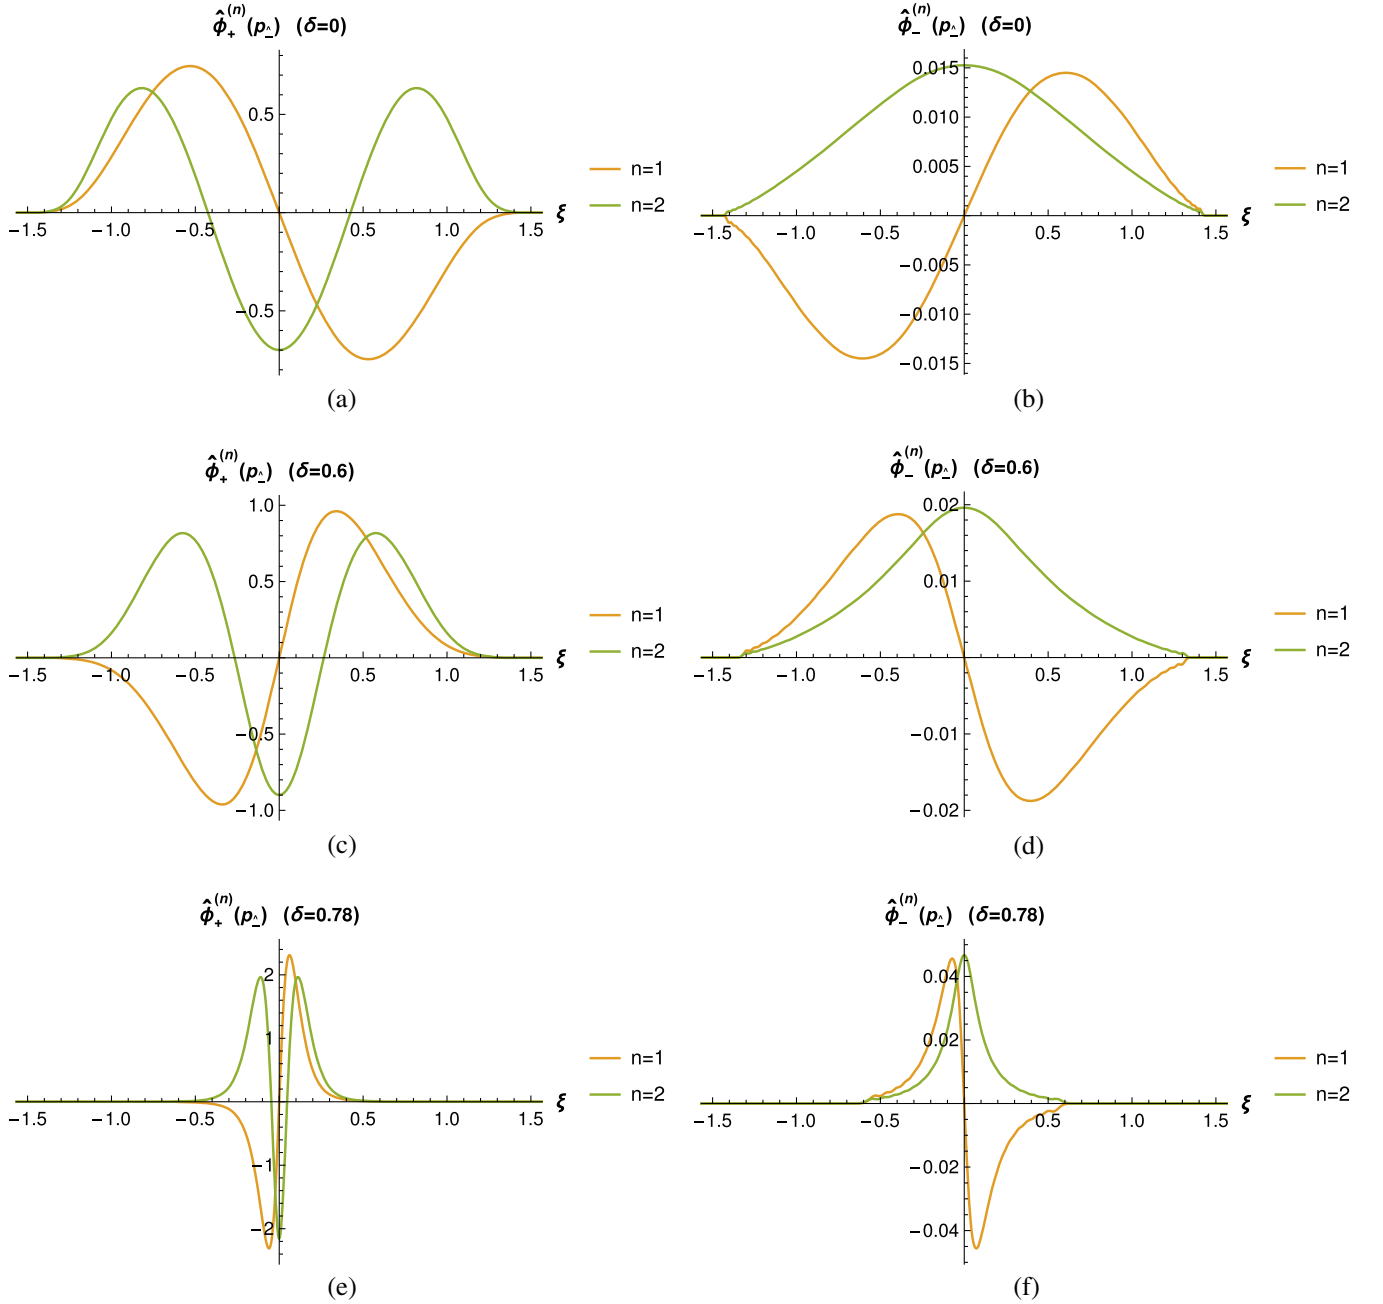 ϕ̂₊⁽ⁿ⁾(p₋̂) (δ=0)
0.5
−0.5
−1.5 −1.0 −0.5 0.5 1.0 1.5 ξ
n=1
n=2
(a)
ϕ̂₋⁽ⁿ⁾(p₋̂) (δ=0)
0.015
0.010
0.005
−1.5 −1.0 −0.5 0.5 1.0 1.5 ξ
−0.005
−0.010
−0.015
n=1
n=2
(b)
ϕ̂₊⁽ⁿ⁾(p₋̂) (δ=0.6)
1.0
0.5
−1.5 −1.0 −0.5 0.5 1.0 1.5 ξ
−0.5
−1.0
n=1
n=2
(c)
ϕ̂₋⁽ⁿ⁾(p₋̂) (δ=0.6)
0.02
0.01
−1.5 −1.0 −0.5 0.5 1.0 1.5 ξ
−0.01
−0.02
n=1
n=2
(d)
ϕ̂₊⁽ⁿ⁾(p₋̂) (δ=0.78)
2
1
−1.5 −1.0 −0.5 0.5 1.0 1.5 ξ
−1
−2
n=1
n=2
(e)
ϕ̂₋⁽ⁿ⁾(p₋̂) (δ=0.78)
0.04
0.02
−1.5 −1.0 −0.5 0.5 1.0 1.5 ξ
−0.02
−0.04
n=1
n=2
(f)